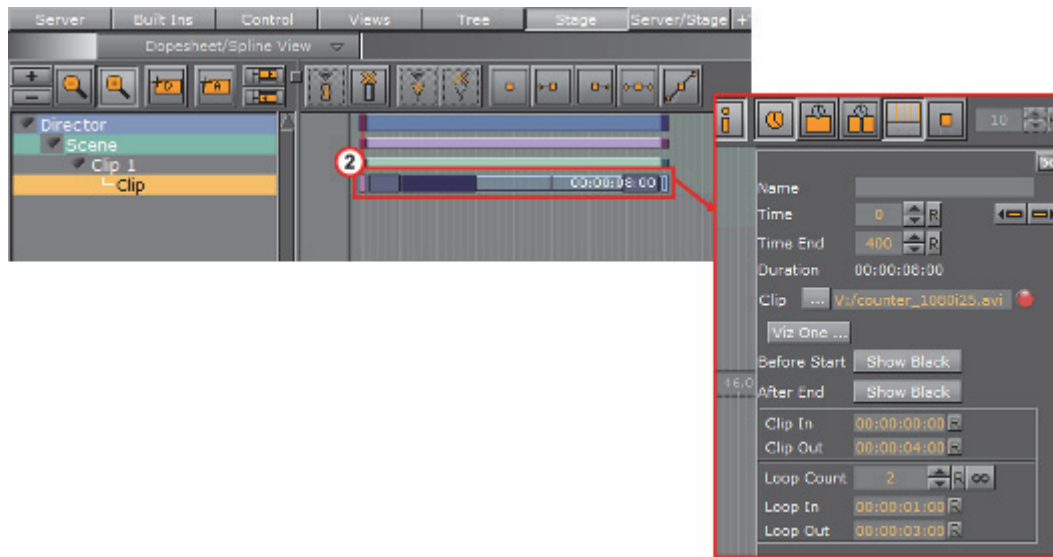 Server Built Ins Control Views Tree Stage Server/Stage +
Dopesheet/Spline View
Director
Scene
Clip 1
Clip
2
00:00:08:00
10
Name
Time 0 R
Time End 400 R
Duration 00:00:08:00
Clip ... V:/counter_1080i25.avi
Viz One ...
Before Start Show Black
46.0
After End Show Black
Clip In 00:00:00:00 R
Clip Out 00:00:04:00 R
Loop Count 2 R ∞
Loop In 00:00:01:00 R
Loop Out 00:00:03:00 R